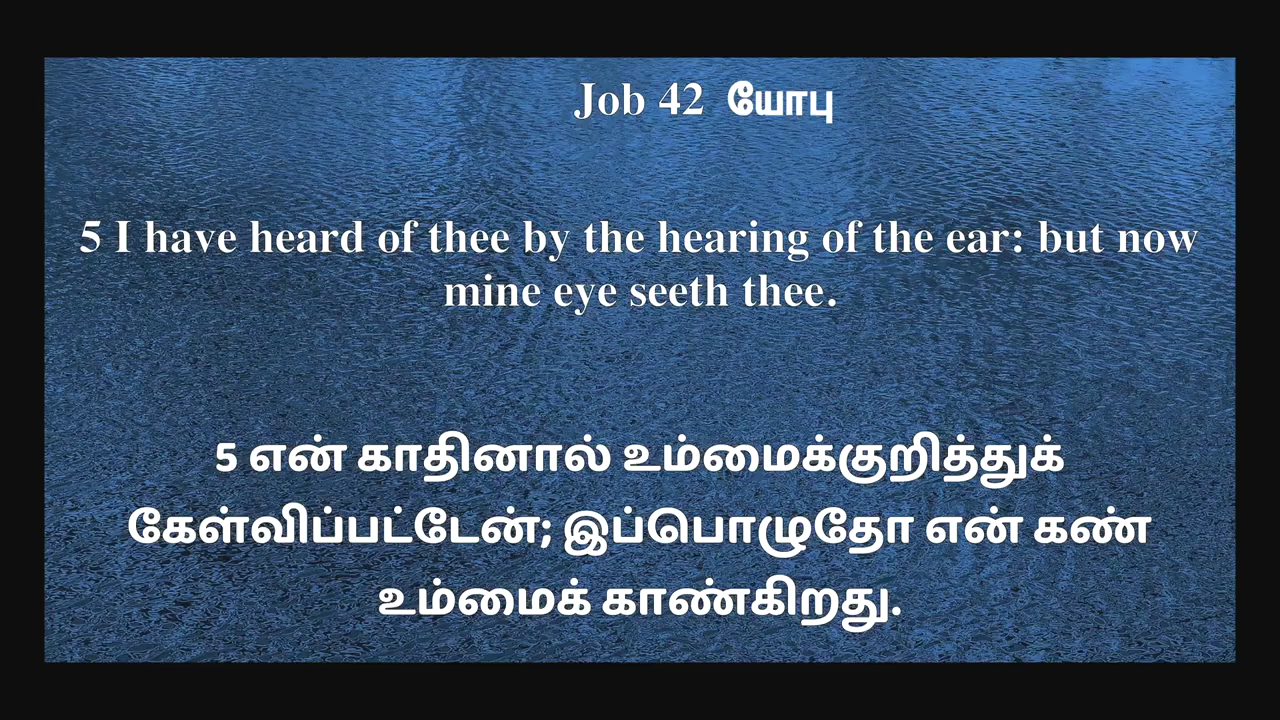 Job 42 யோபு
5 I have heard of thee by the hearing of the ear: but now
mine eye seeth thee.
5 என் காதினால் உம்மைக்குறித்துக்
கேள்விப்பட்டேன்; இப்பொழுதோ என் கண்
உம்மைக் காண்கிறது.